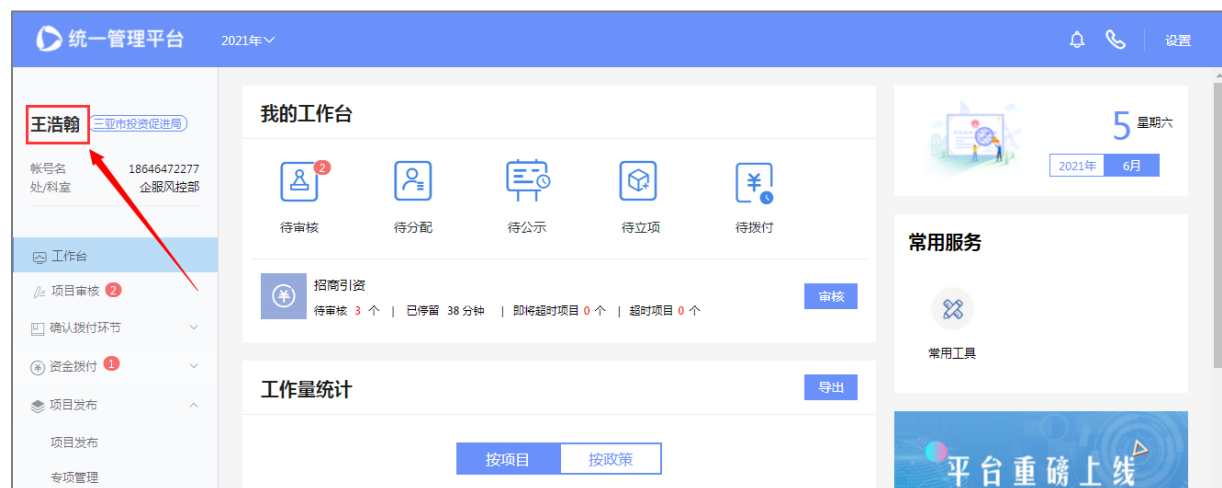 统一管理平台 2021年 设置
王浩翰 三亚市投资促进局
帐号名 18646472277
处/科室 企服风控部
工作台
项目审核 2
确认拨付环节
资金拨付 1
项目发布
项目发布
专项管理
我的工作台
2
待审核 待分配 待公示 待立项 待拨付
招商引资
待审核 3 个 | 已停留 38 分钟 | 即将超时项目 0 个 | 超时项目 0 个
审核
工作量统计 导出
按项目 按政策
5 星期六
2021年 6月
常用服务
常用工具
平台重磅上线